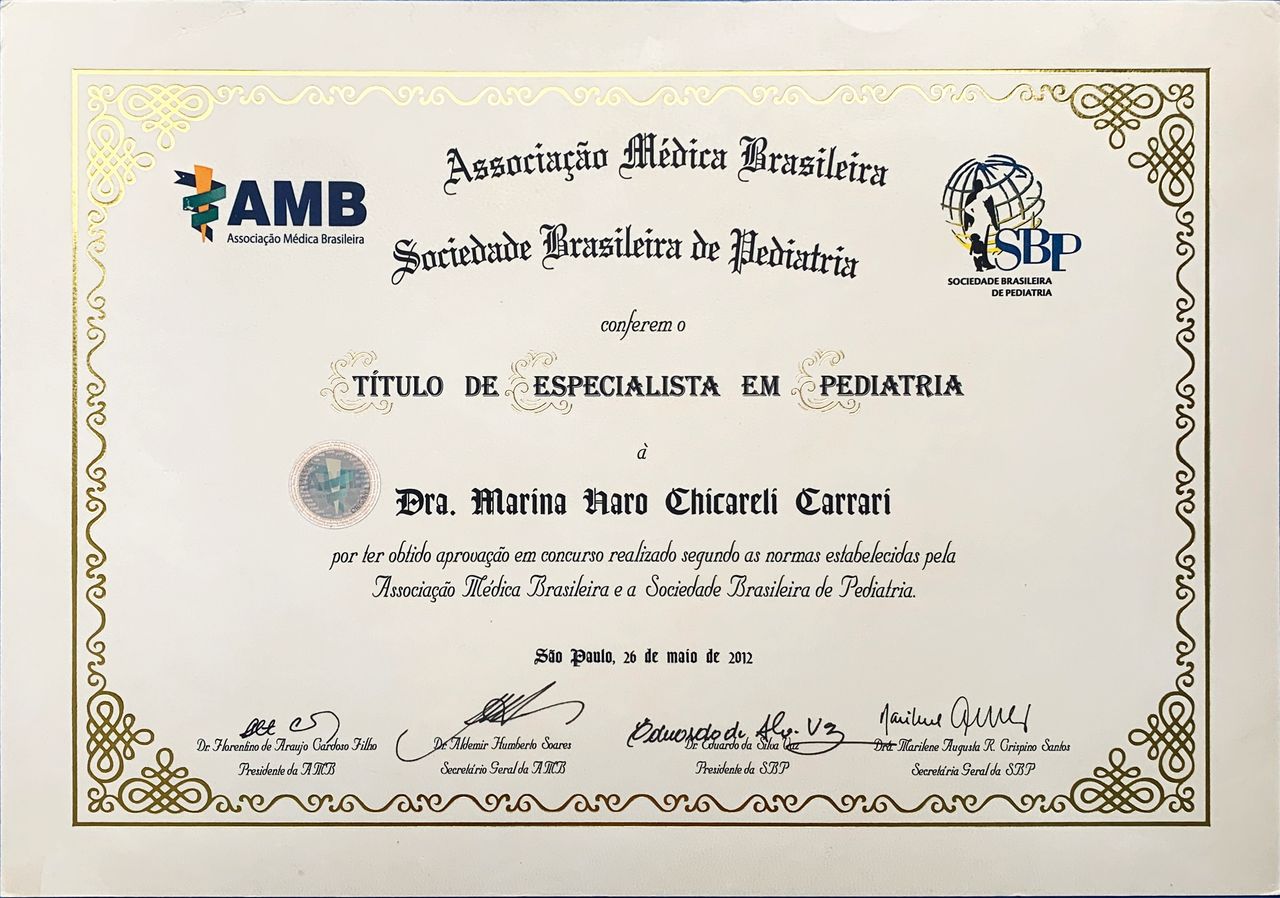 Associação Médica Brasileira
AMB
Associação Médica Brasileira
Sociedade Brasileira de Pediatria
SBP
SOCIEDADE BRASILEIRA
DE PEDIATRIA
conferem o
TÍTULO DE ESPECIALISTA EM PEDIATRIA
à
Dra. Marina Haro Chicareli Carrari
por ter obtido aprovação em concurso realizado segundo as normas estabelecidas pela
Associação Médica Brasileira e a Sociedade Brasileira de Pediatria.
São Paulo, 26 de maio de 2012
Dr. Florentino de Araujo Cardoso Filho
Presidente da AMB
Dr. Aldemir Humberto Soares
Secretário Geral da AMB
Dr. Eduardo da Silva Vaz
Presidente da SBP
Dra. Marilene Augusta R. Crispino Santos
Secretária Geral da SBP